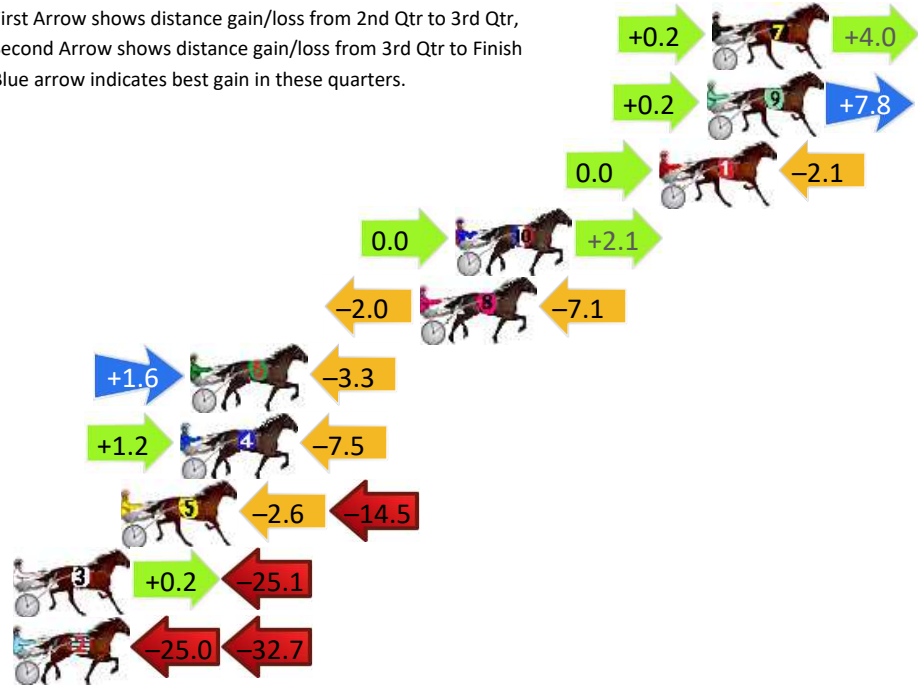 First Arrow shows distance gain/loss from 2nd Qtr to 3rd Qtr,
Second Arrow shows distance gain/loss from 3rd Qtr to Finish
Blue arrow indicates best gain in these quarters.
+0.2 7 +4.0
+0.2 9 +7.8
0.0 1 −2.1
0.0 10 +2.1
−2.0 8 −7.1
+1.6 6 −3.3
+1.2 4 −7.5
5 −2.6 −14.5
3 +0.2 −25.1
−25.0 −32.7